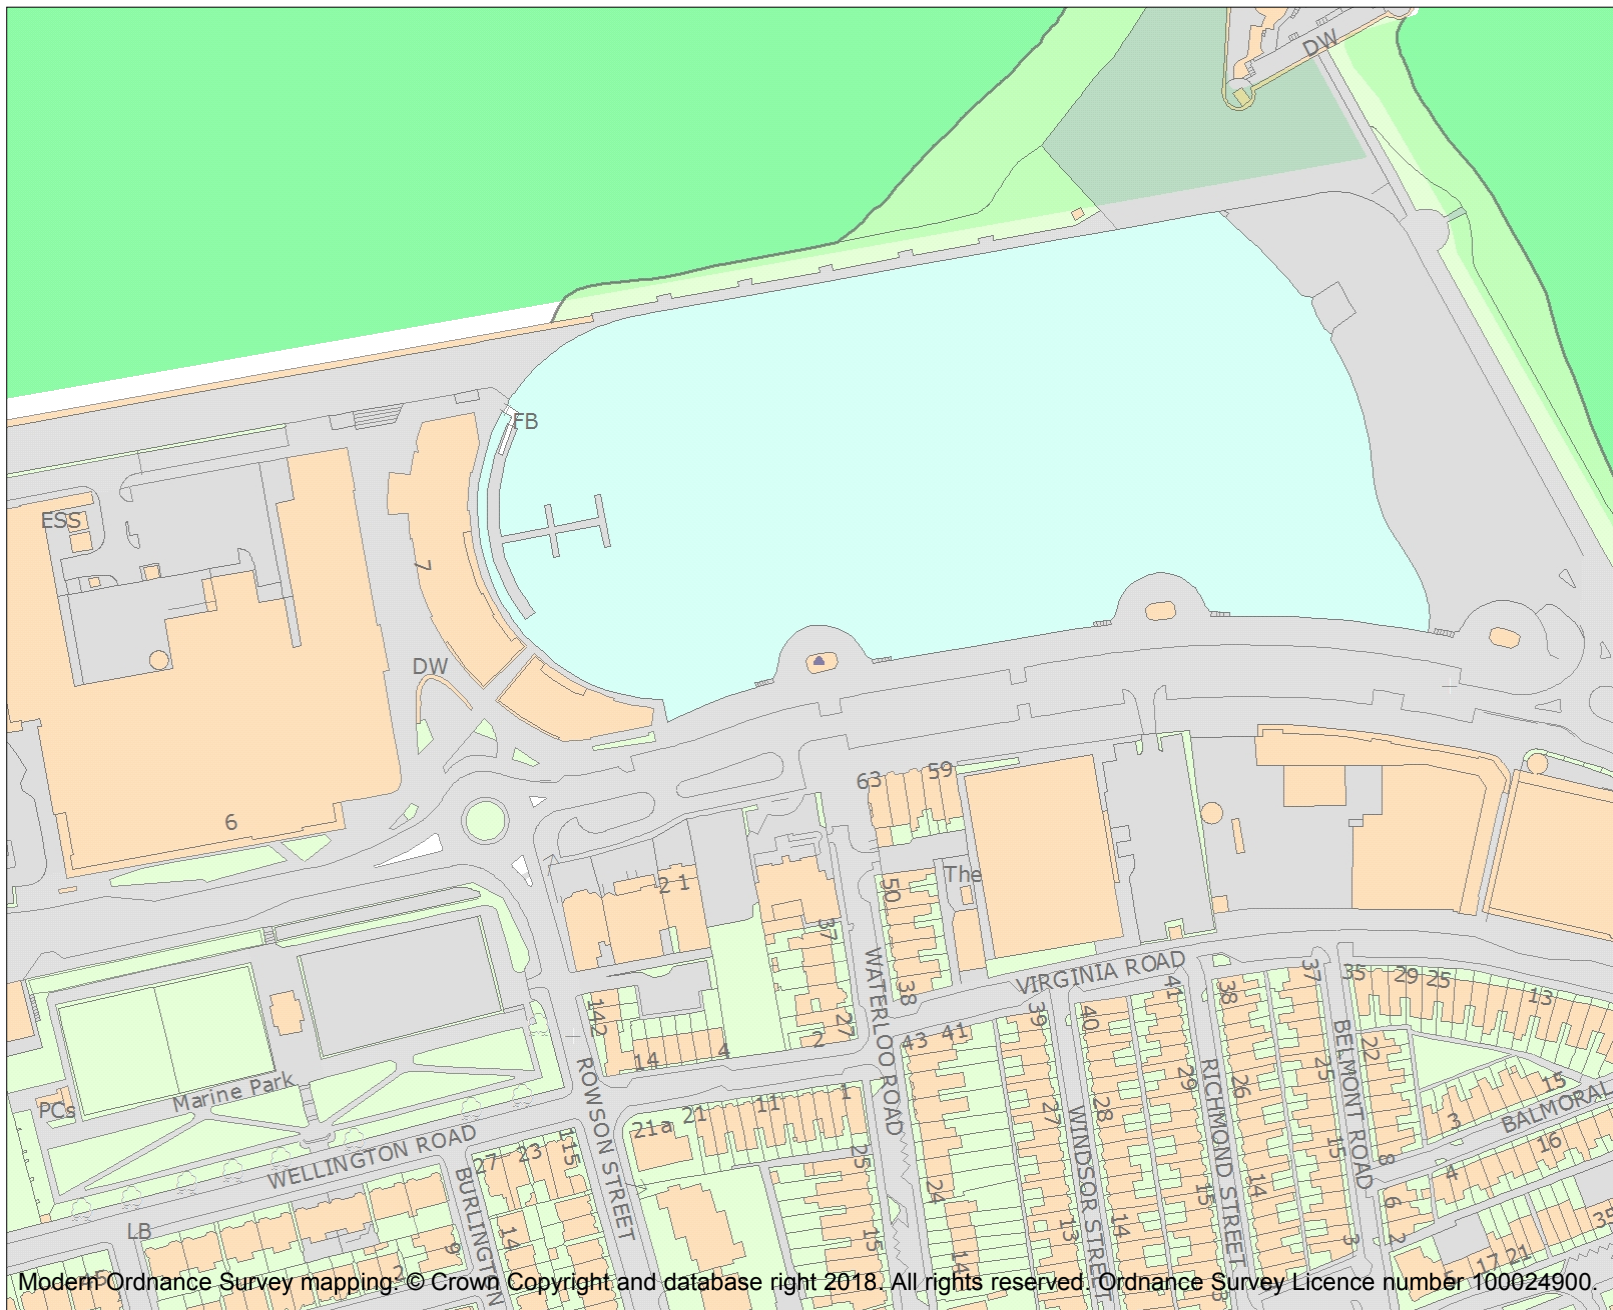 DW
FB
ESS
7
DW
6
63 59
2 1
The
50
37
VIRGINIA ROAD
41
38
37
35 29 25
13
38
WATERLOO ROAD
142
27
39
40
2
43 41
14
4
22
BELMONT ROAD
Marine Park
ROWSON STREET
RICHMOND STREET
25
29
26
15
PCs
1
11
21
21a
28
27
WINDSOR STREET
3
BALMORAL
WELLINGTON ROAD
115
23
27
25
15
16
8
4
BURLINGTON
24
15
14
6
35
LB
14
9
15
13
14
2
3
21
17
2
14
Modern Ordnance Survey mapping: © Crown Copyright and database right 2018. All rights reserved. Ordnance Survey Licence number 100024900.